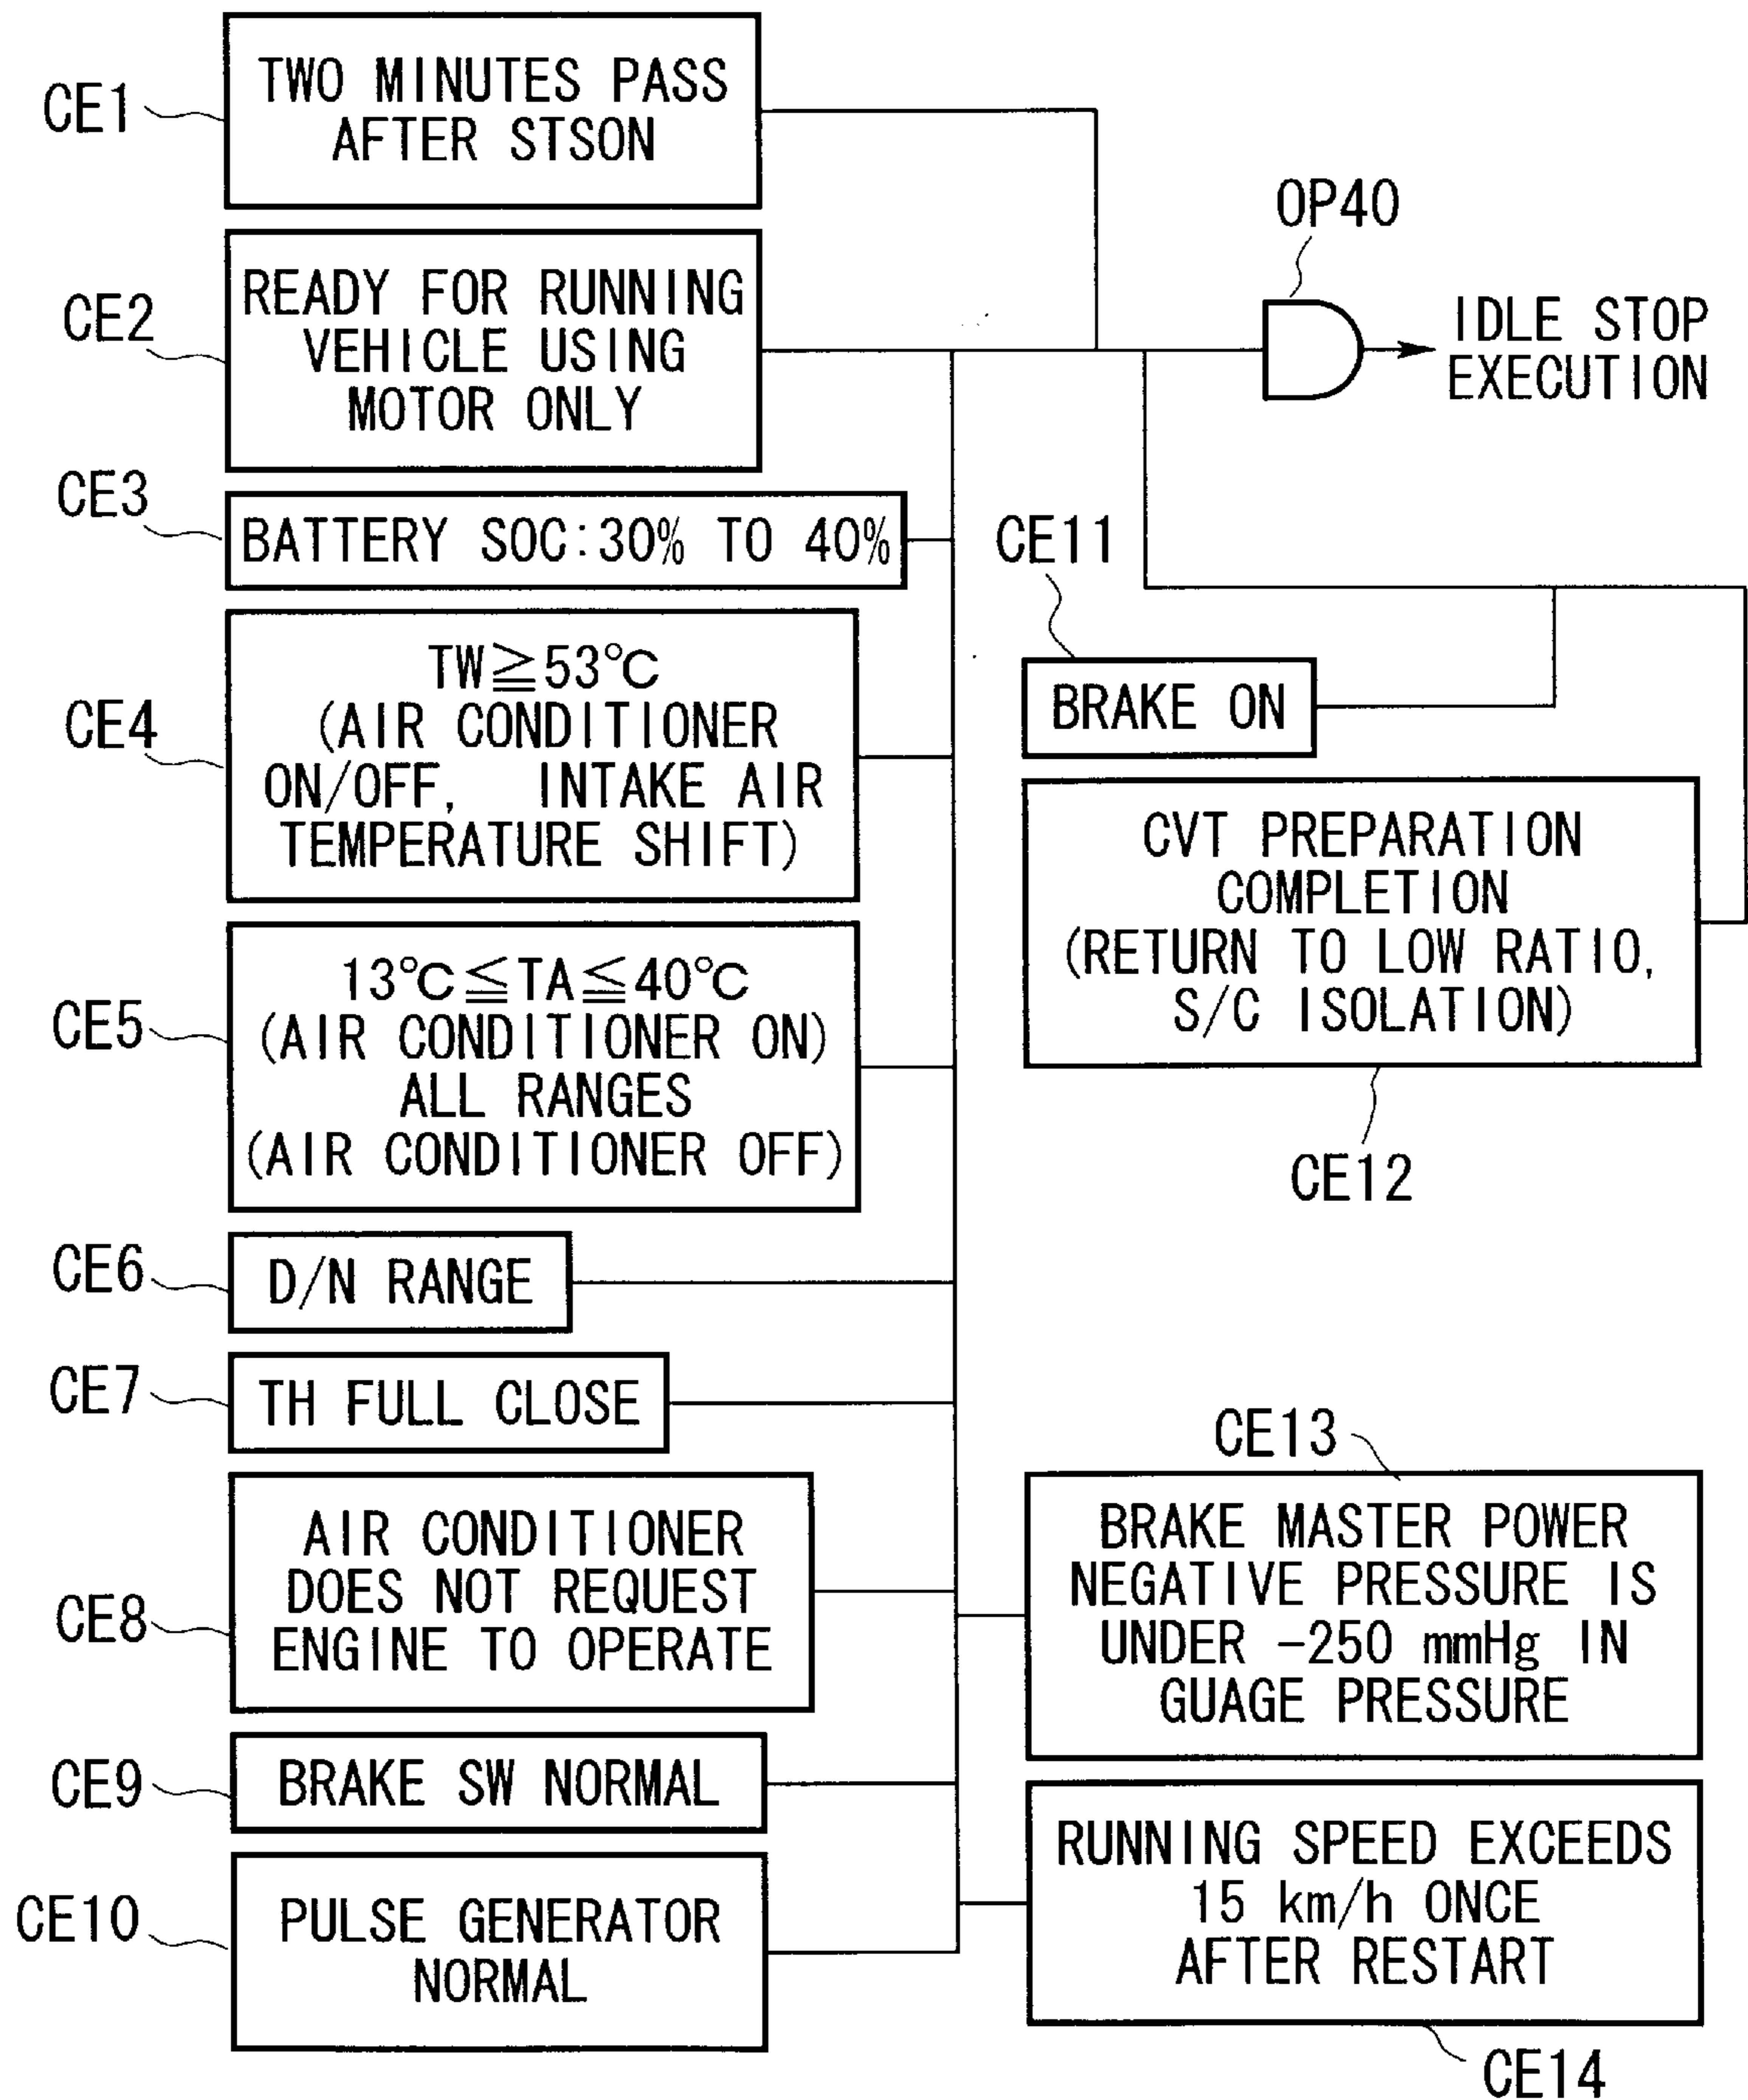 CE1
TWO MINUTES PASS
AFTER STSON
CE2
READY FOR RUNNING
VEHICLE USING
MOTOR ONLY
OP40
IDLE STOP
EXECUTION
CE3
BATTERY SOC:30% TO 40%
CE4
TW≧53°C
(AIR CONDITIONER
ON/OFF, INTAKE AIR
TEMPERATURE SHIFT)
CE5
13°C≦TA≦40°C
(AIR CONDITIONER ON)
ALL RANGES
(AIR CONDITIONER OFF)
CE6
D/N RANGE
CE7
TH FULL CLOSE
CE8
AIR CONDITIONER
DOES NOT REQUEST
ENGINE TO OPERATE
CE9
BRAKE SW NORMAL
CE10
PULSE GENERATOR
NORMAL
CE11
BRAKE ON
CVT PREPARATION
COMPLETION
(RETURN TO LOW RATIO,
S/C ISOLATION)
CE12
CE13
BRAKE MASTER POWER
NEGATIVE PRESSURE IS
UNDER -250 mmHg IN
GUAGE PRESSURE
RUNNING SPEED EXCEEDS
15 km/h ONCE
AFTER RESTART
CE14